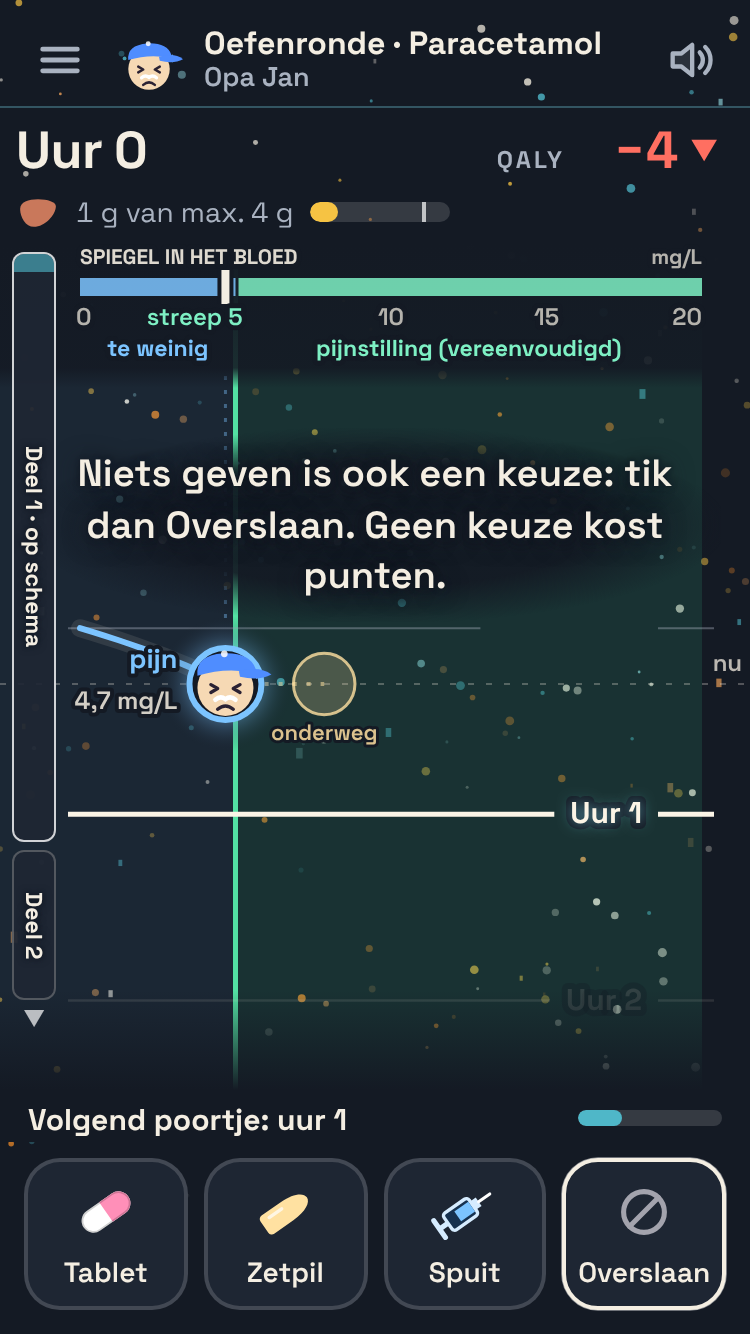 Oefenronde · Paracetamol
Opa Jan
Uur 0
QALY −4
1 g van max. 4 g
SPIEGEL IN HET BLOED mg/L
0 streep 5 10 15 20
te weinig pijnstilling (vereenvoudigd)
Niets geven is ook een keuze: tik
dan Overslaan. Geen keuze kost
punten.
Deel 1 · op schema
pijn
nu
4,7 mg/L
onderweg
Uur 1
Deel 2
Uur 2
Volgend poortje: uur 1
Tablet Zetpil Spuit Overslaan